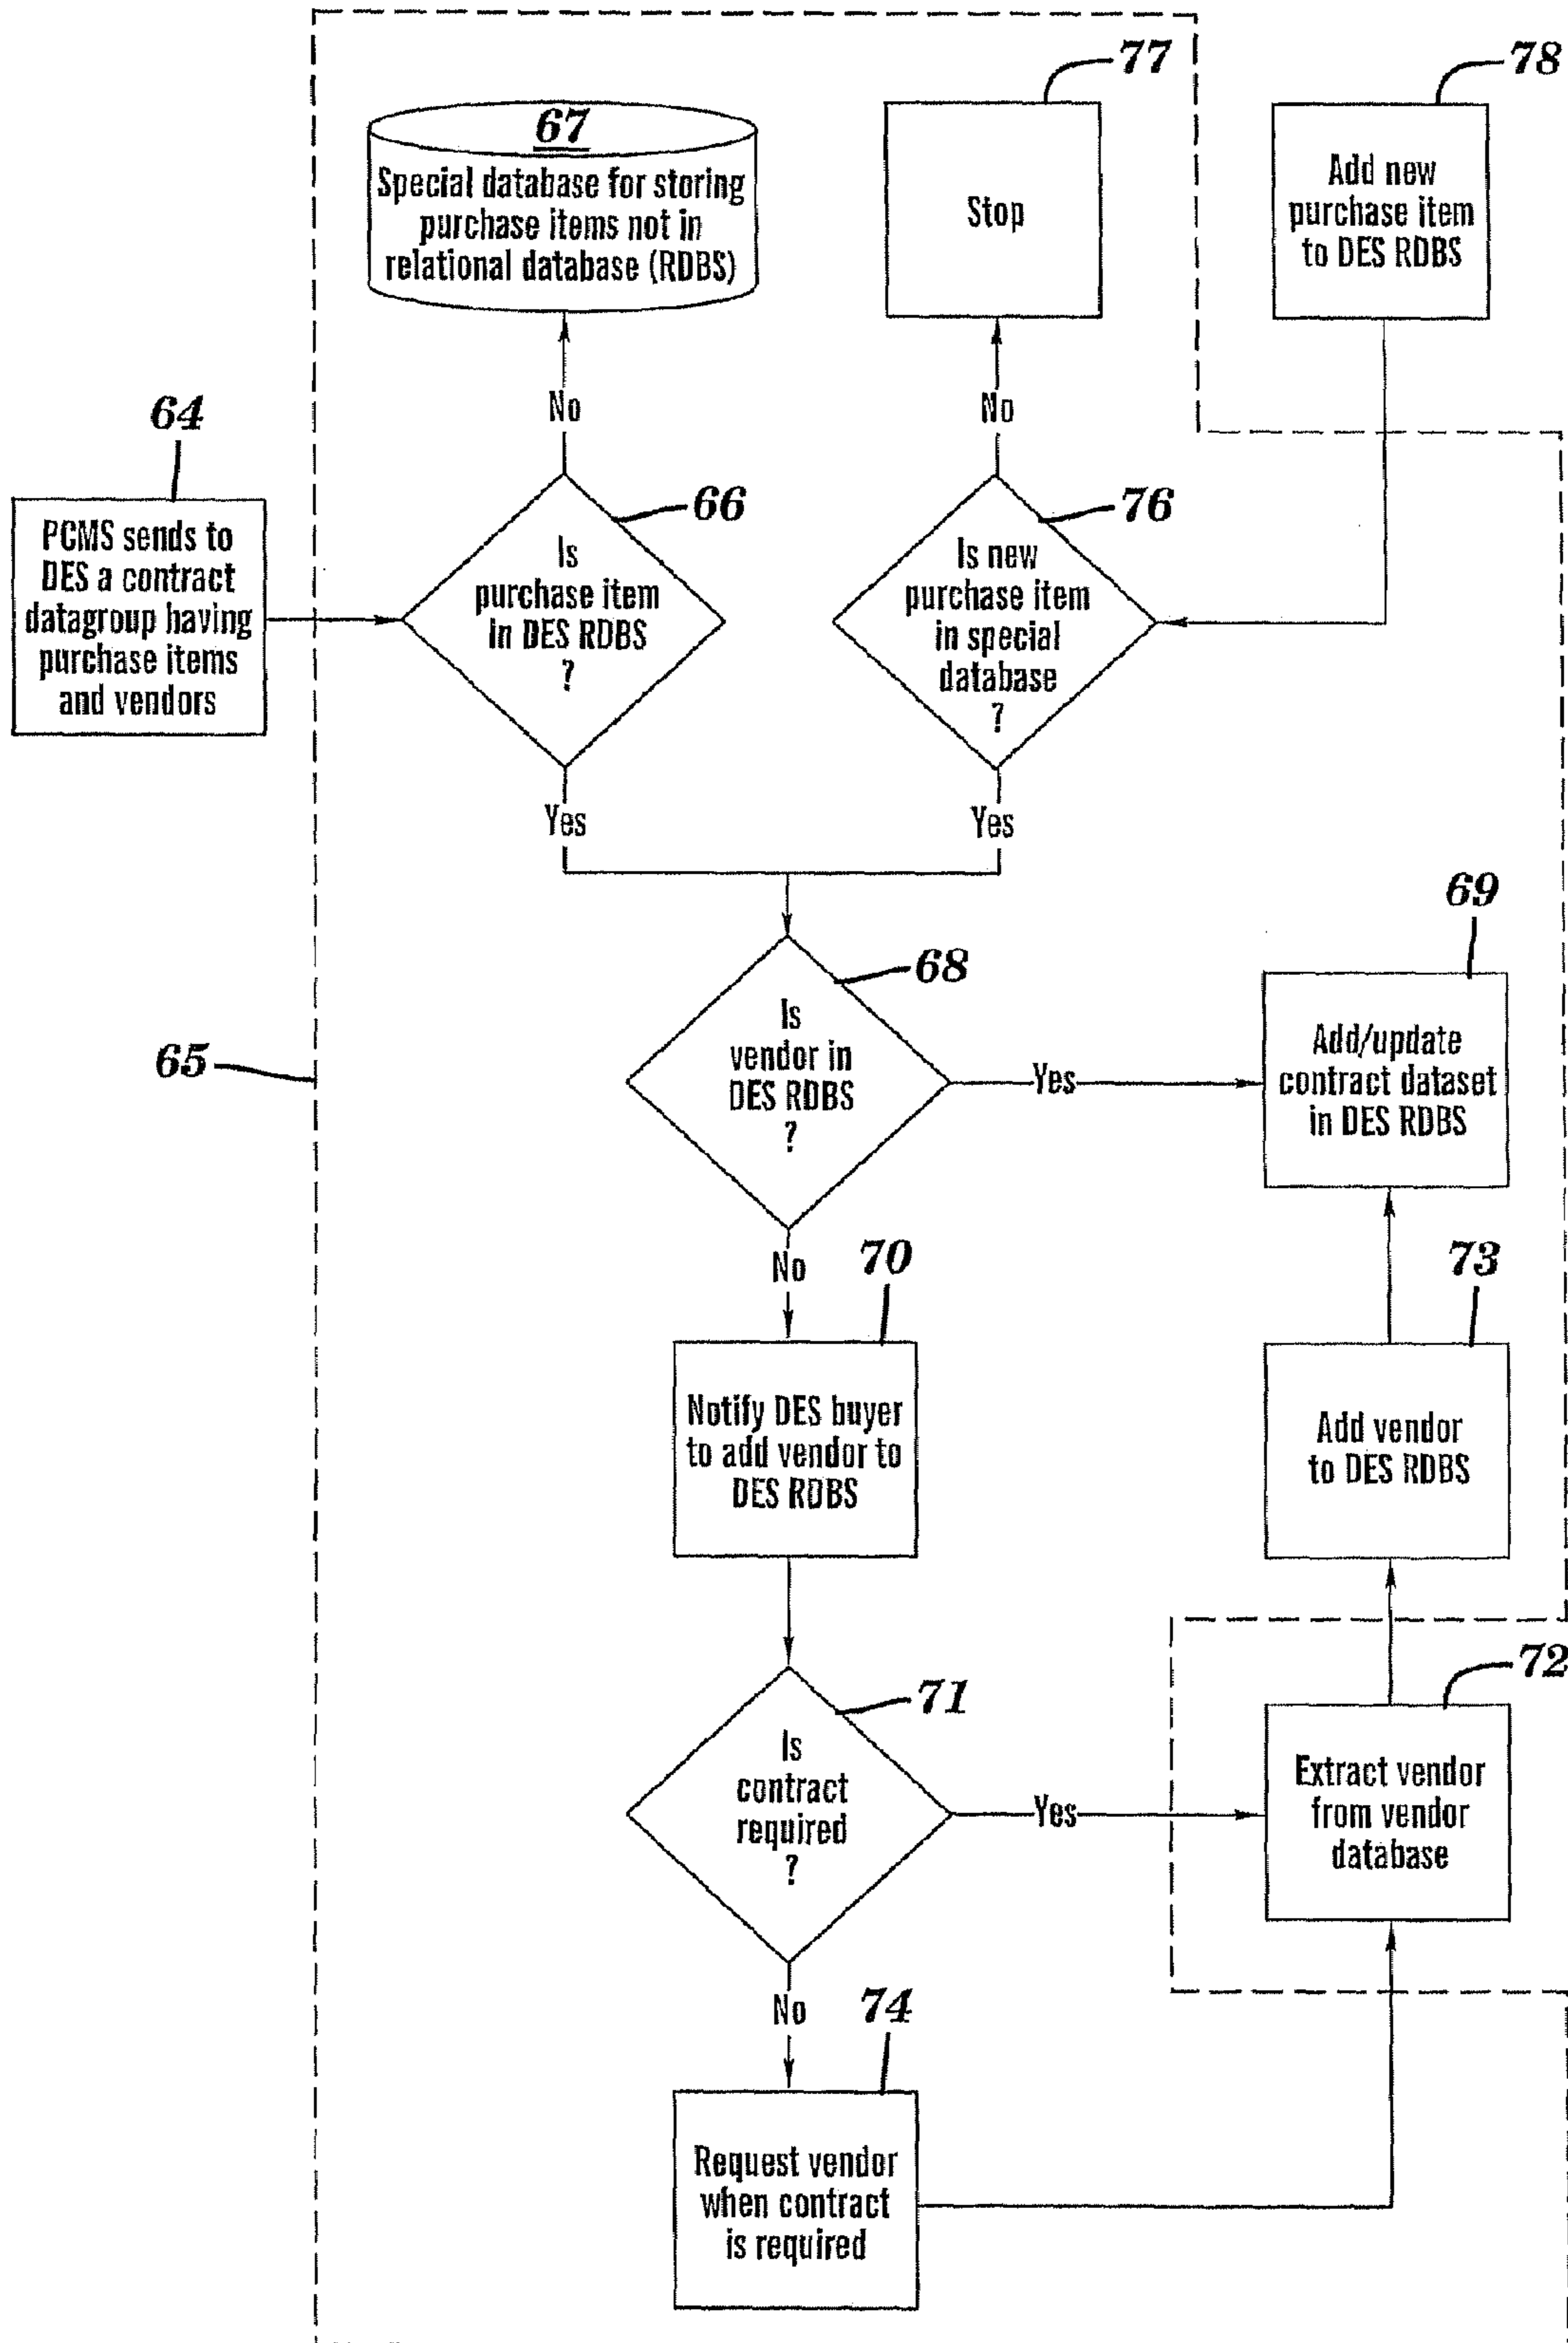 77
78
67
Special database for storing
purchase items not in
relational database (RDBS)
Stop
Add new
purchase item
to DES RDBS
No
No
64
PCMS sends to
DES a contract
datagroup having
purchase items
and vendors
66
Is
purchase item
in DES RDBS
?
76
Is new
purchase item
in special
database
?
Yes
Yes
69
68
Is
vendor in
DES RDBS
?
Yes
Add/update
contract dataset
in DES RDBS
65
No
70
73
Notify DES buyer
to add vendor to
DES RDBS
Add vendor
to DES RDBS
72
71
Is
contract
required
?
Yes
Extract vendor
from vendor
database
No
74
Request vendor
when contract
is required